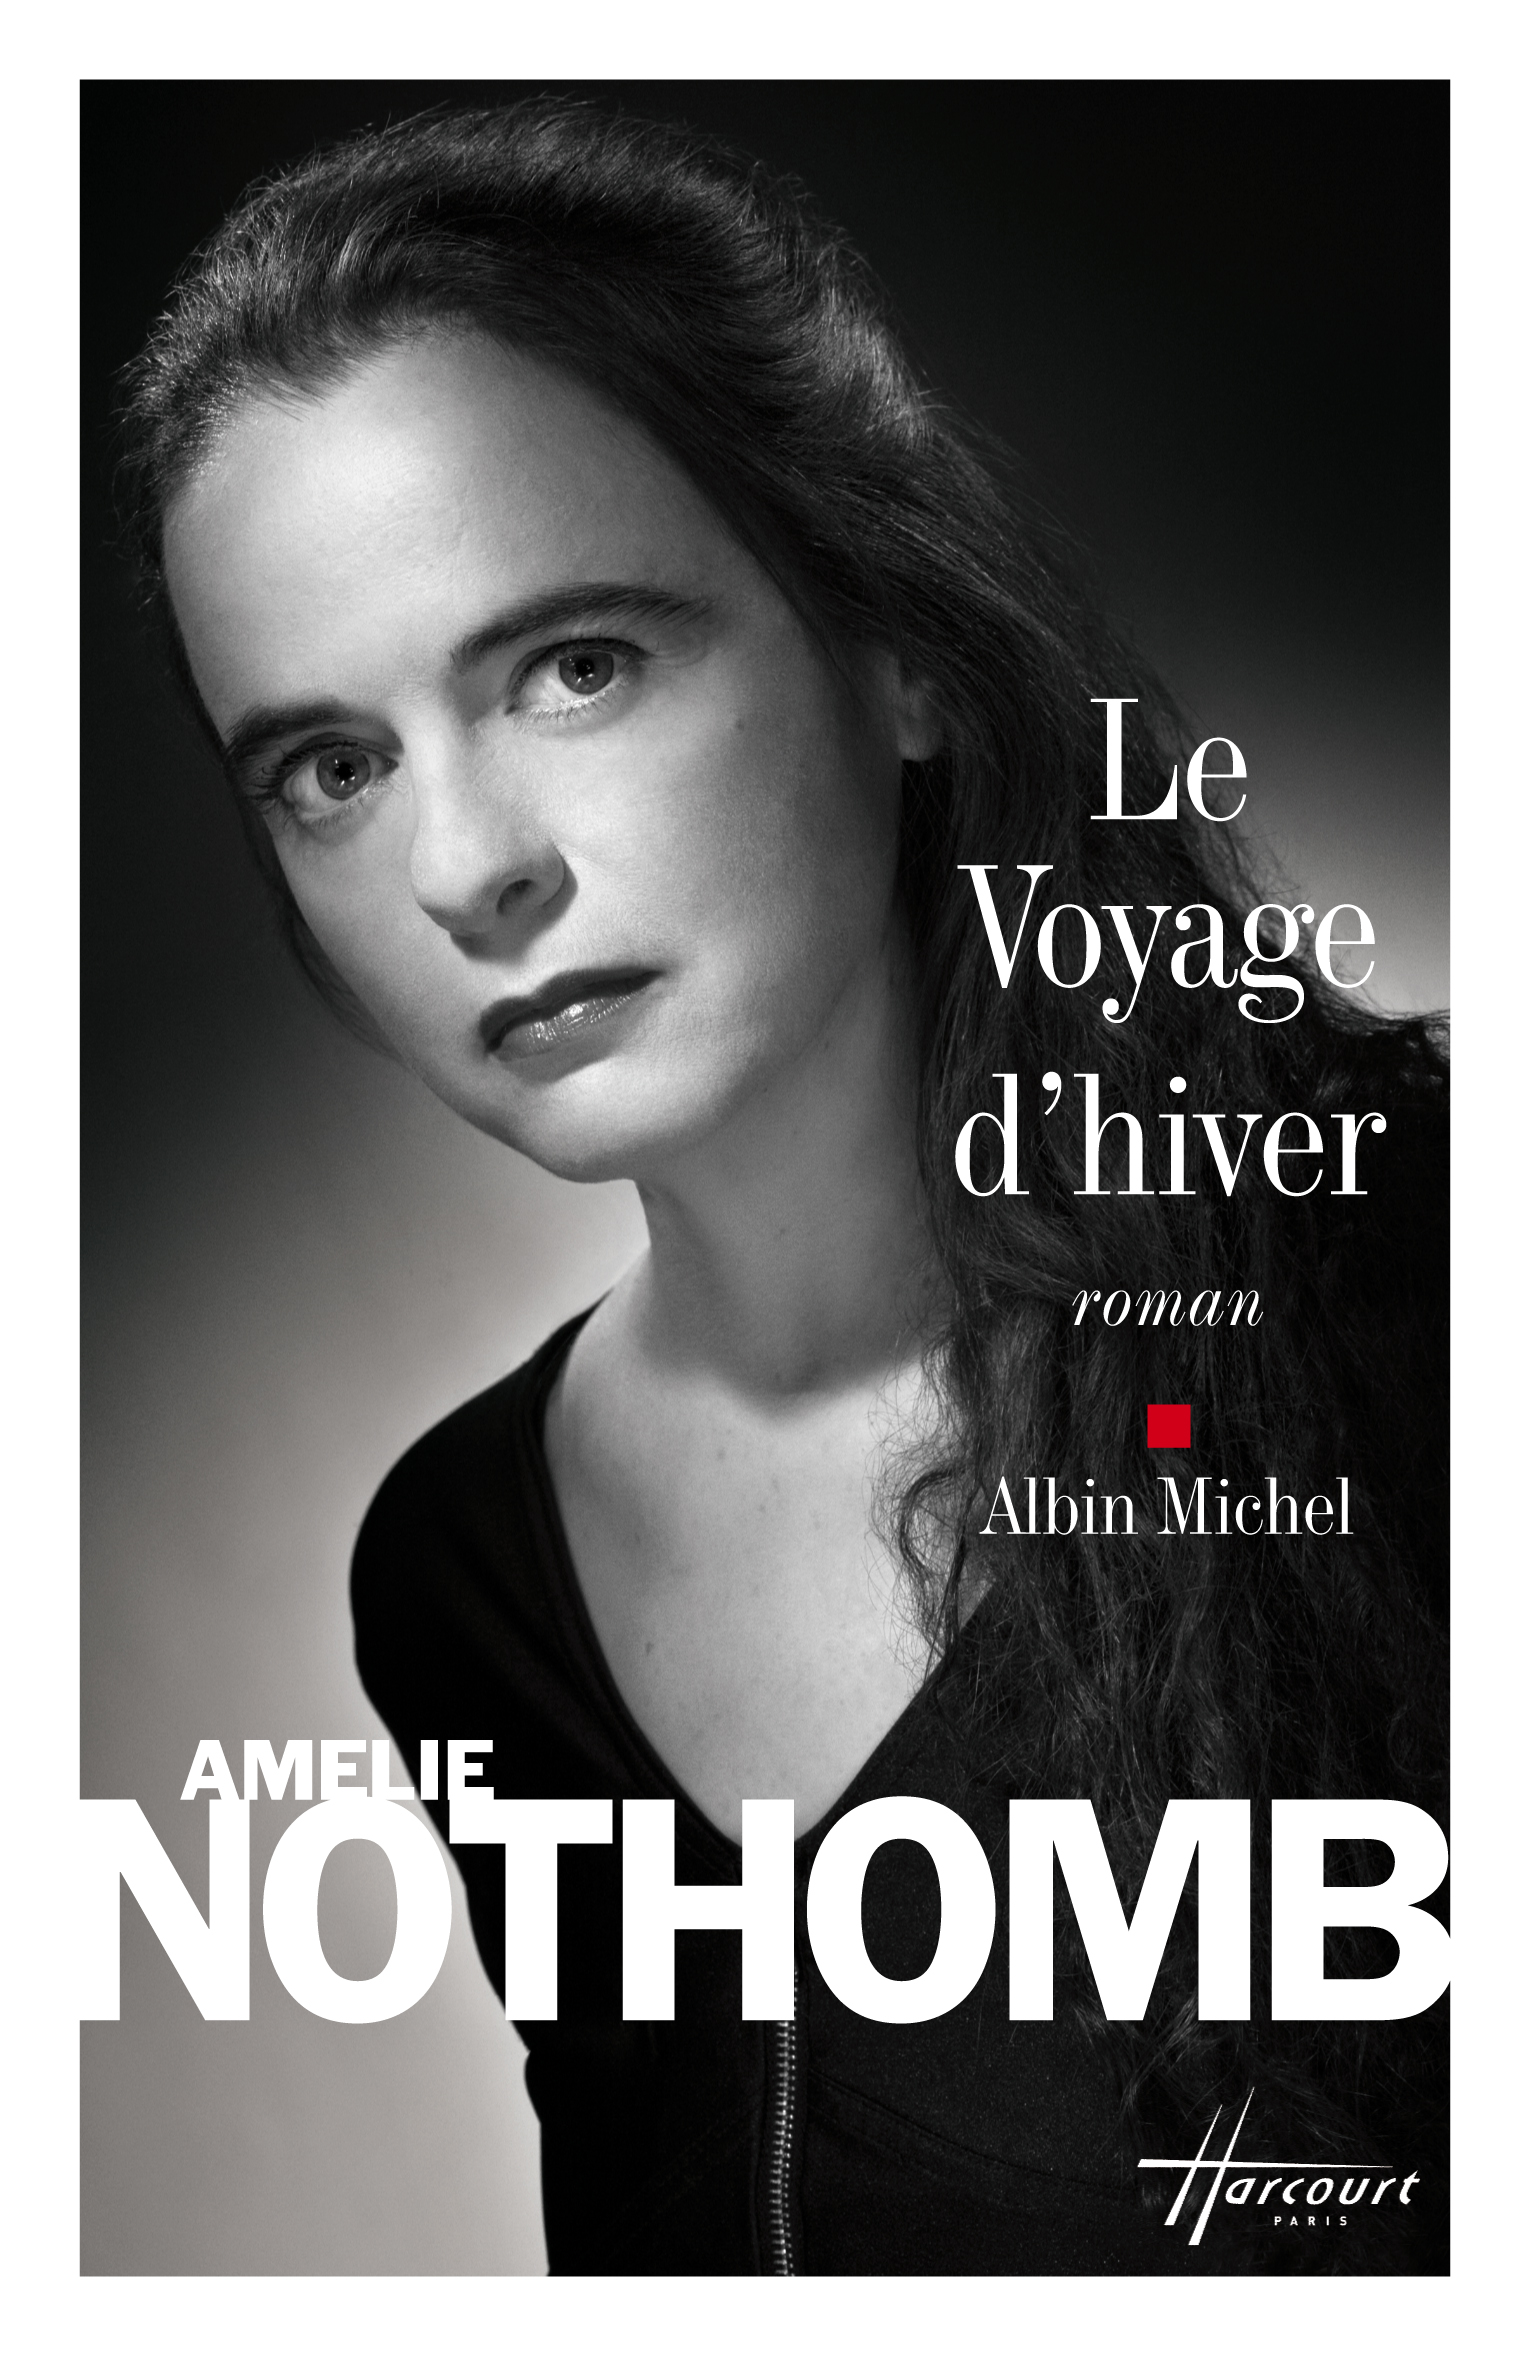 Le
Voyage
d’hiver
roman
Albin Michel
AMELIE
NOTHOMB
Harcourt
PARIS